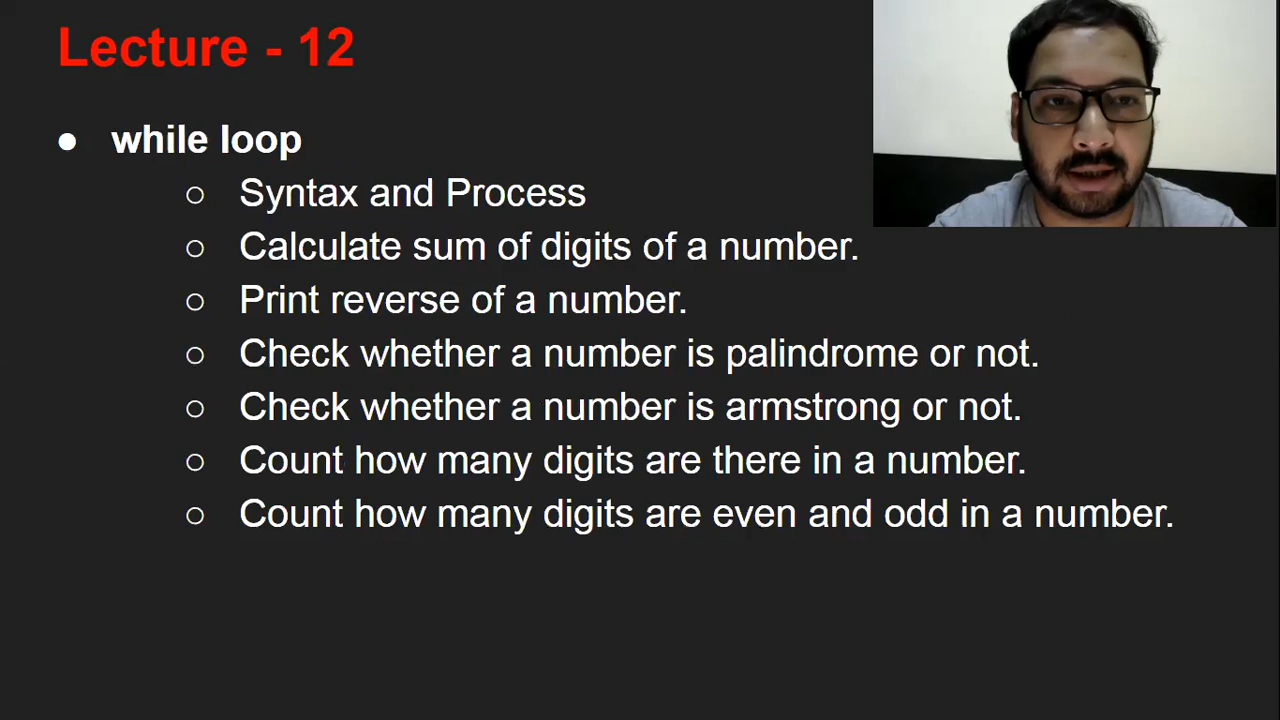 Lecture - 12
● while loop
○ Syntax and Process
○ Calculate sum of digits of a number.
○ Print reverse of a number.
○ Check whether a number is palindrome or not.
○ Check whether a number is armstrong or not.
○ Count how many digits are there in a number.
○ Count how many digits are even and odd in a number.